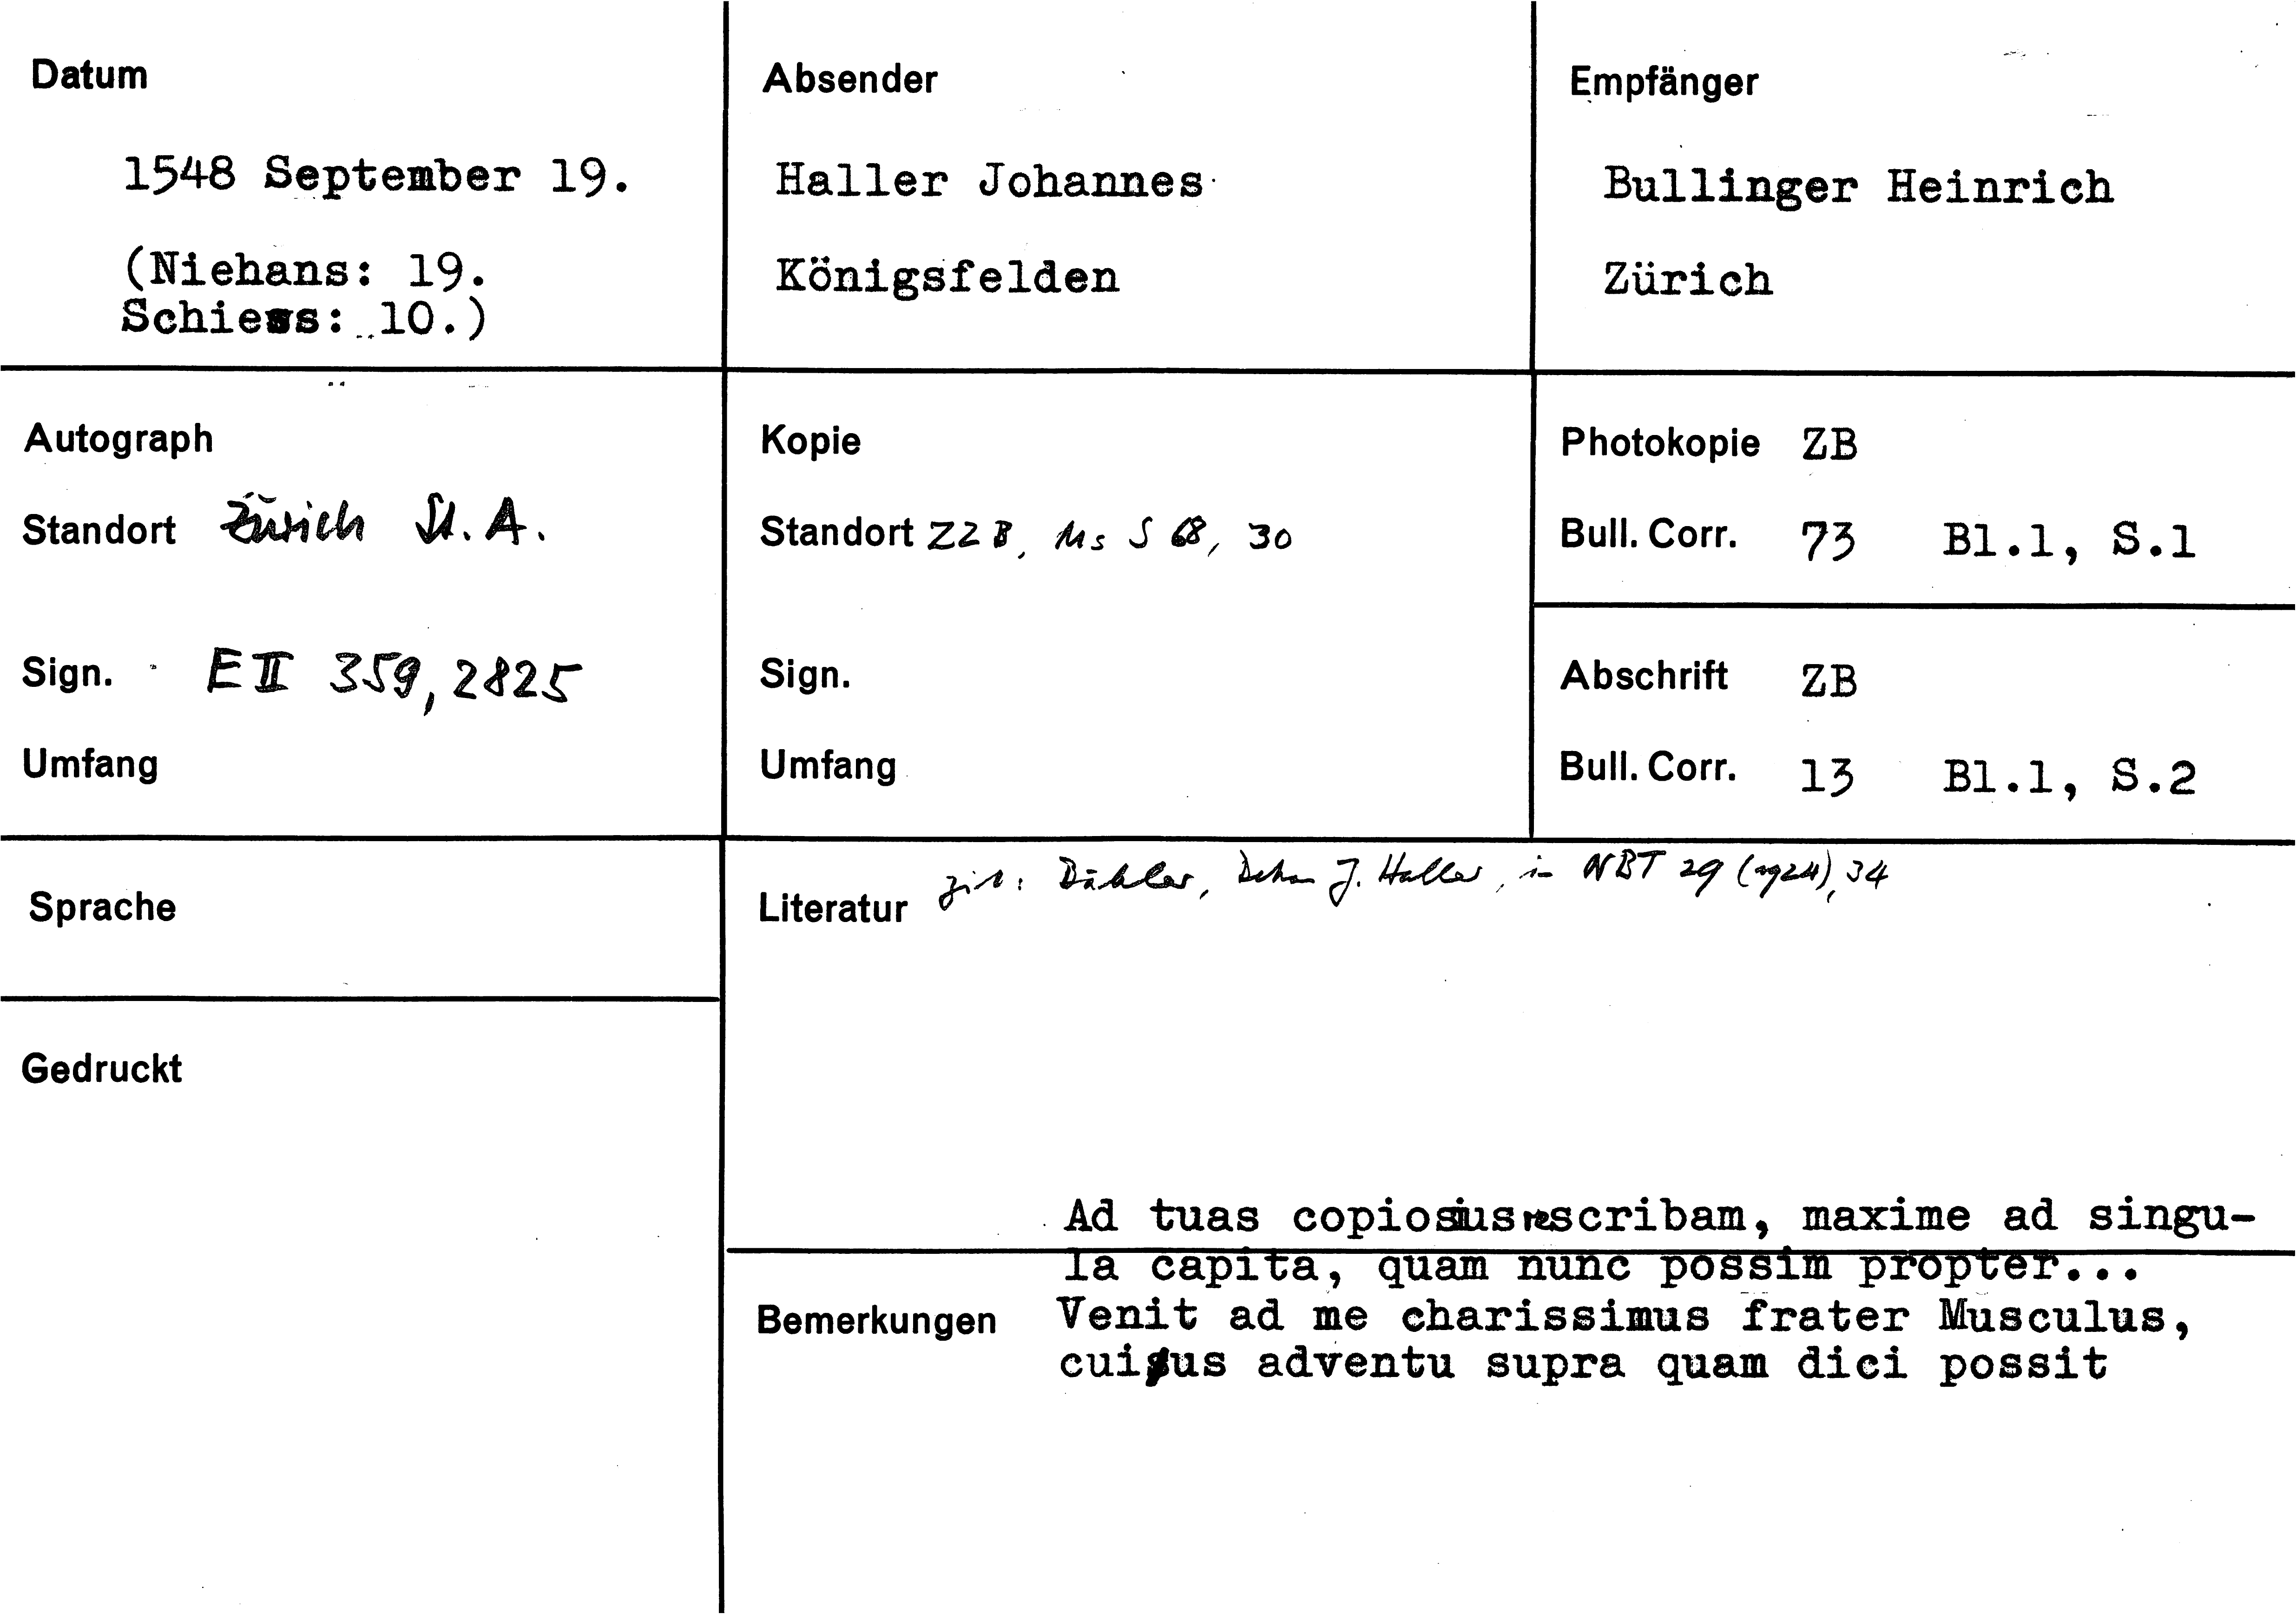 Datum
1548 September 19.
(Niehans: 19.
Schiess: 10.)
Absender
Haller Johannes
Königsfelden
Empfänger
Bullinger Heinrich
Zürich
Autograph
Standort Zürich St. A.
Sign. E II 359, 2825
Umfang
Kopie
Standort ZZB, Ms S 68, 30
Sign.
Umfang
Photokopie ZB
Bull. Corr. 73 Bl.1, S.1
Abschrift ZB
Bull. Corr. 13 Bl.1, S.2
Sprache
Gedruckt
Literatur zit.: Bähler, Dekan J. Haller, in NBT 29 (1924), 34
Ad tuas copiosius rescribam, maxime ad singu-
la capita, quam nunc possim propter...
Bemerkungen Venit ad me charissimus frater Musculus,
cuius adventu supra quam dici possit